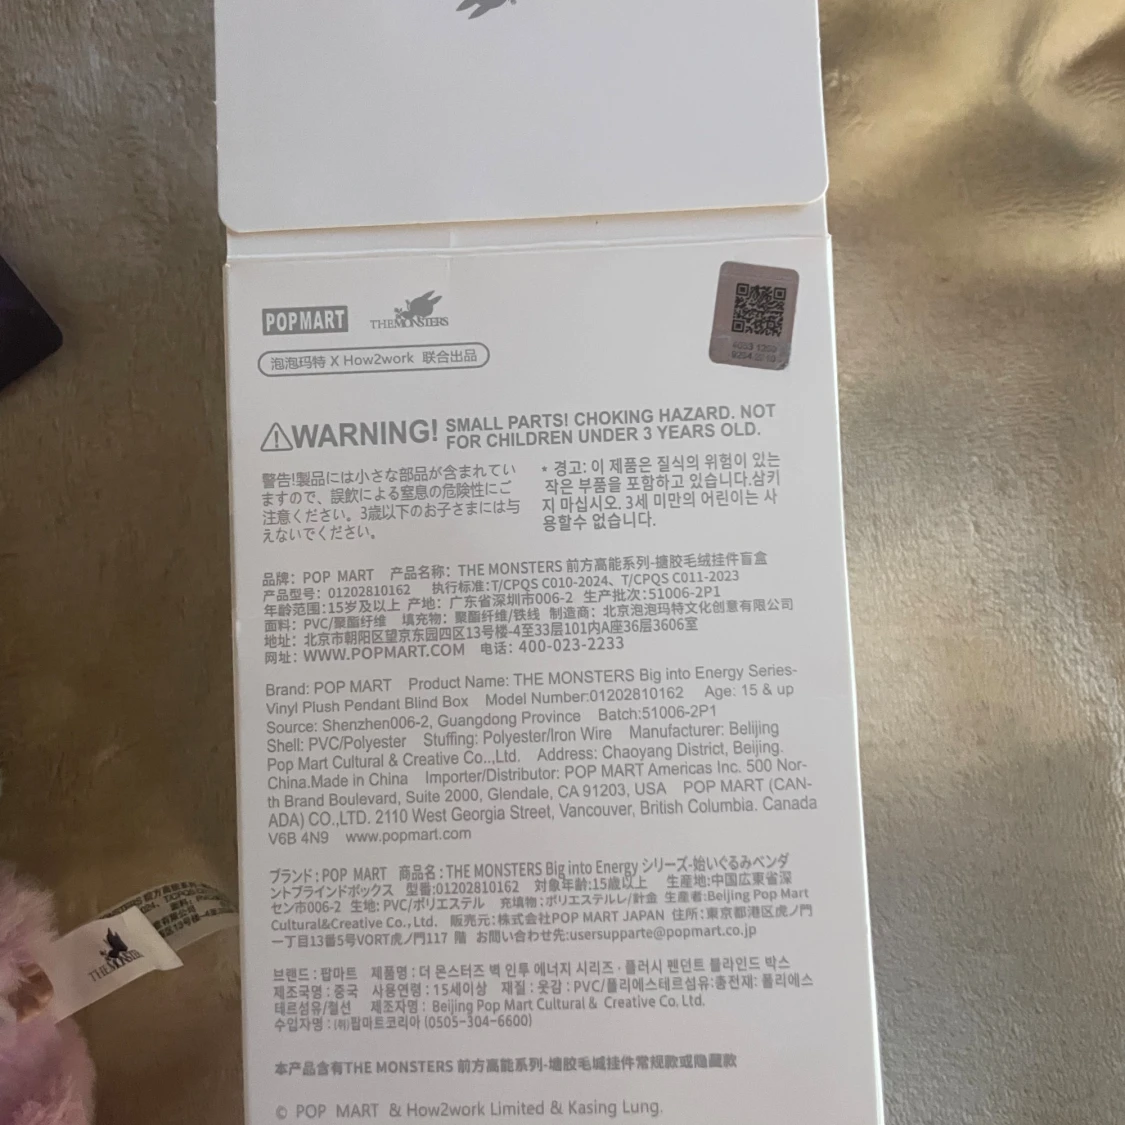 POP MART THE MONSTERS
泡泡玛特 X How2work 联合出品
WARNING! SMALL PARTS! CHOKING HAZARD. NOT
FOR CHILDREN UNDER 3 YEARS OLD.
警告!製品には小さな部品が含まれてい
ますので、誤飲による窒息の危険性にご
注意ください。3歳以下のお子さまには与
えないでください。
* 경고: 이 제품은 질식의 위험이 있는
작은 부품을 포함하고 있습니다.삼키
지 마십시오. 3세 미만의 어린이는 사
용할수 없습니다.
品牌: POP MART 产品名称: THE MONSTERS 前方高能系列-搪胶毛绒挂件盲盒
产品型号: 01202810162 执行标准:T/CPQS C010-2024、T/CPQS C011-2023
年龄范围:15岁及以上 产地: 广东省深圳市006-2 生产批次:51006-2P1
面料: PVC/聚酯纤维 填充物: 聚酯纤维/铁线 制造商: 北京泡泡玛特文化创意有限公司
地址: 北京市朝阳区望京东园四区13号楼-4至33层101内A座36层3606室
网址: WWW.POPMART.COM 电话: 400-023-2233
Brand: POP MART Product Name: THE MONSTERS Big into Energy Series-
Vinyl Plush Pendant Blind Box Model Number:01202810162 Age: 15 & up
Source: Shenzhen006-2, Guangdong Province Batch:51006-2P1
Shell: PVC/Polyester Stuffing: Polyester/Iron Wire Manufacturer: Beijing
Pop Mart Cultural & Creative Co.,.Ltd. Address: Chaoyang District, Beijing.
China.Made in China Importer/Distributor: POP MART Americas Inc. 500 Nor-
th Brand Boulevard, Suite 2000, Glendale, CA 91203, USA POP MART (CAN-
ADA) CO.,LTD. 2110 West Georgia Street, Vancouver, British Columbia. Canada
V6B 4N9 www.popmart.com
ブランド: POP MART 商品名: THE MONSTERS Big into Energy シリーズ-始いぐるみペンダ
ントブラインドボックス 型番:01202810162 対象年齢:15歳以上 生産地:中国広東省深
セン市006-2 生地: PVC/ポリエステル 充填物:ポリエステルレ/針金 生産者:Beijing Pop Mart
Cultural&Creative Co., Ltd. 販売元:株式会社POP MART JAPAN 住所:東京都港区虎ノ門
一丁目13番5号VORT虎ノ門117 階 お問い合わせ先:usersupparte@popmart.co.jp
브랜드 : 팝마트 제품명 : 더 몬스터즈 벽 인투 에너지 시리즈 · 플러시 펜던트 블라인드 박스
제조국명 : 중국 사용연령 : 15세이상 재질 : 옷감 : PVC/폴리에스테르섬유:충전재: 폴리에스
테르섬유/철선 제조자명 : Beijing Pop Mart Cultural & Creative Co. Ltd.
수입자명 : ㈜팝마트코리아 (0505-304-6600)
本产品含有THE MONSTERS 前方高能系列-搪胶毛绒挂件常规款或隐藏款
© POP MART & How2work Limited & Kasing Lung.
THE MONSTERS